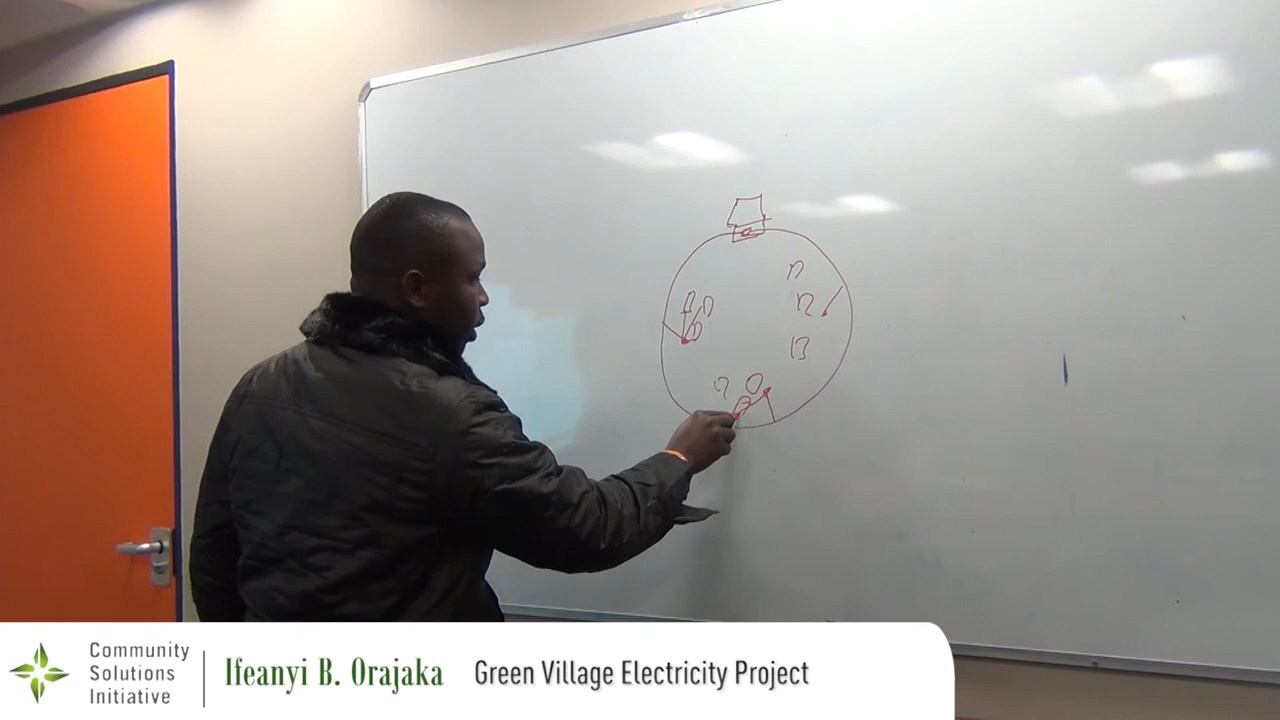 Community
Solutions
Initiative
Ifeanyi B. Orajaka
Green Village Electricity Project